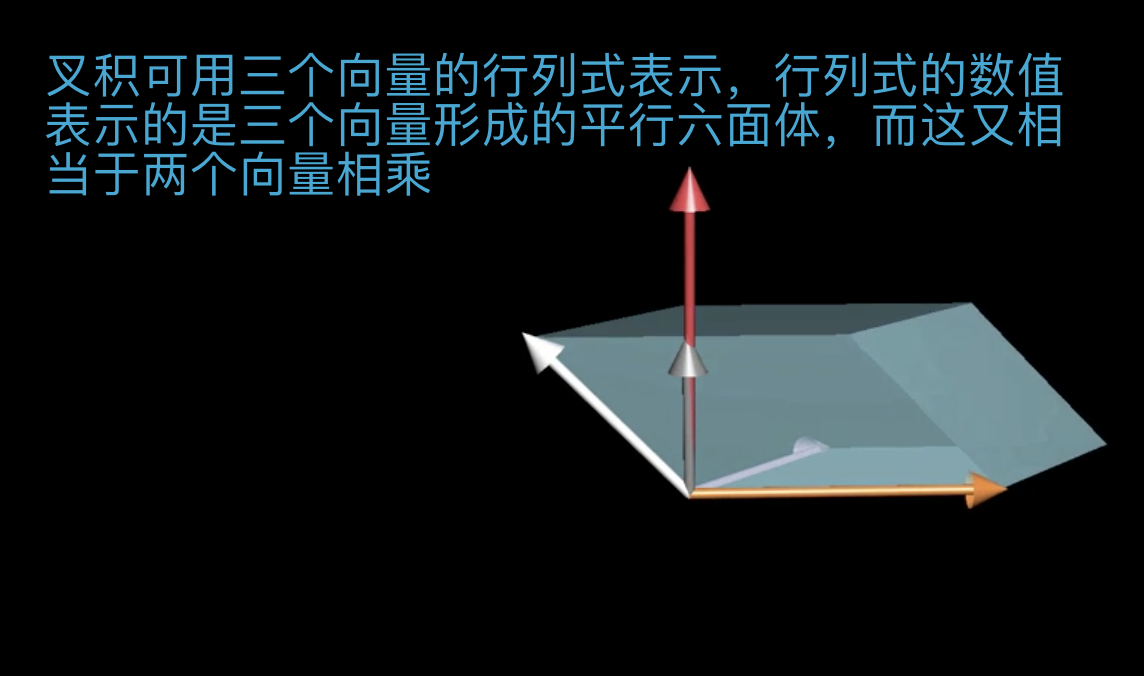 叉积可用三个向量的行列式表示，行列式的数值
表示的是三个向量形成的平行六面体，而这又相
当于两个向量相乘